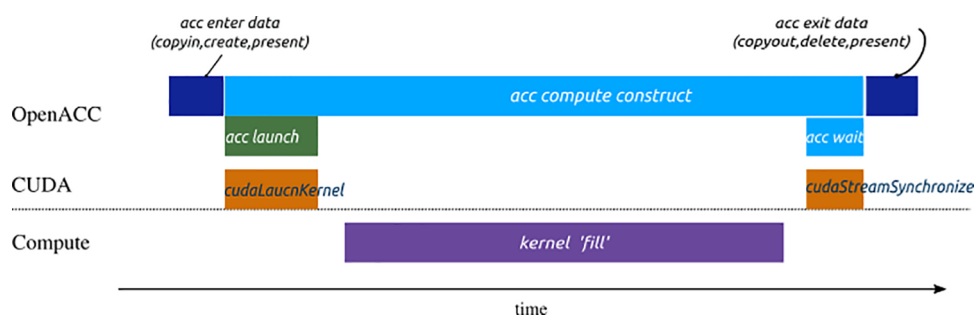 acc enter data
(copyin,create,present)
acc exit data
(copyout,delete,present)
OpenACC
acc compute construct
acc launch
acc wait
CUDA
cudaLaucnKernel
cudaStreamSynchronize
Compute
kernel 'fill'
time